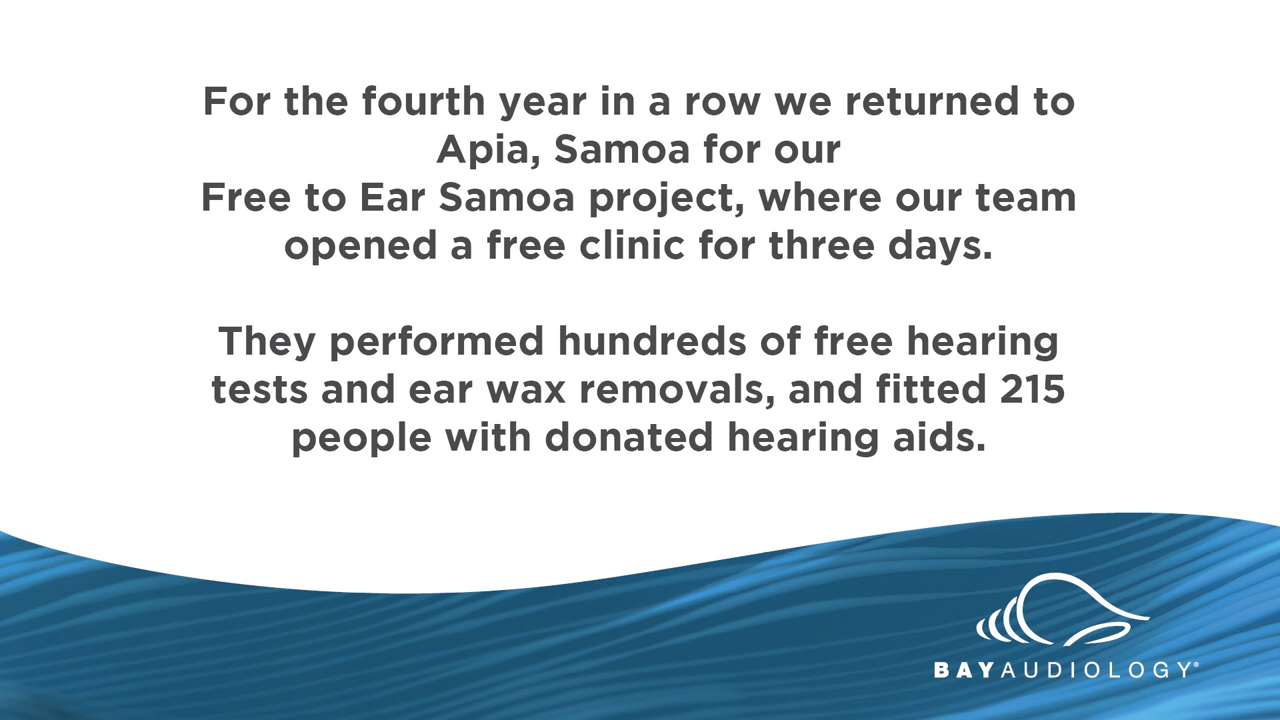 For the fourth year in a row we returned to
Apia, Samoa for our
Free to Ear Samoa project, where our team
opened a free clinic for three days.
They performed hundreds of free hearing
tests and ear wax removals, and fitted 215
people with donated hearing aids.
BAYAUDIOLOGY®